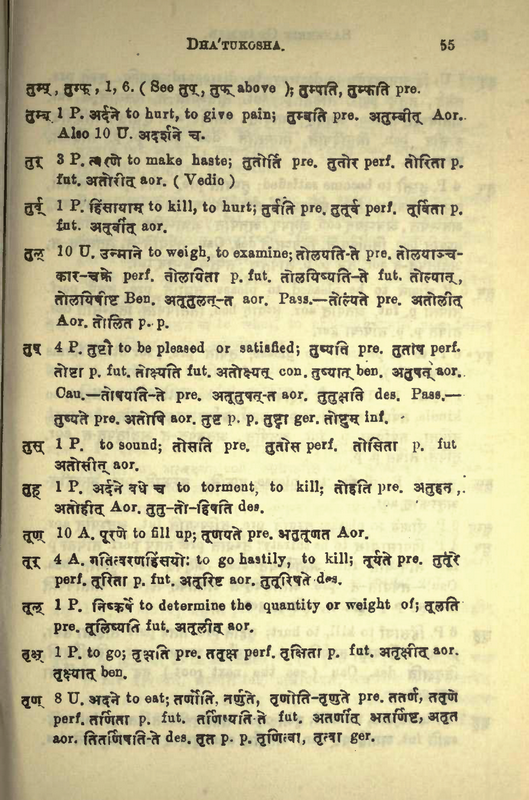 DHA'TUKOSHA. 55
तुम्प्, तुम्फ्, 1, 6. ( See तुप्, तुफ् above ); तुम्पति, तुम्फति pre.
तुम्ब् 1 P. अर्दने to hurt, to give pain; तुम्बति pre. अतुम्बीत् Aor.
Also 10 U. अदर्शने च.
तुर् 3 P. त्वरणे to make haste; तुतोर्ति pre. तुतोर perf. तोरिता p.
fut. अतोरीत् aor. ( Vedio )
तुर्व् 1 P. हिंसायाम् to kill, to hurt; तुर्वति pre. तुतूर्व perf. तूर्विता p.
fut. अतूर्वीत् aor.
तुल् 10 U. उन्माने to weigh, to examine; तोलयति-ते pre. तोलयाञ्च-
कार-चक्रे perf. तोलयिता p. fut. तोलयिष्यति-ते fut. तोल्यात्,
तोलयिषीष्ट Ben. अतूतुलत्-त aor. Pass.—तोल्यते pre. अतोलीत्
Aor. तोलित p. p.
तुष् 4 P. तुष्टौ to be pleased or satisfied; तुष्यति pre. तुतोष perf.
तोष्टा p. fut. तोक्ष्यति fut. अतोक्ष्यत् con. तुष्यात् ben. अतुषत् aor.
Cau.—तोषयति-ते pre. अतूतुषत्-त aor. तुतुक्षति des. Pass.—
तुष्यते pre. अतोषि aor. तुष्ट p. p. तुष्ट्वा ger. तोष्टुम् inf.
तुस् 1 P. to sound; तोसति pre. तुतोस perf. तोसिता p. fut
अतोसीत् aor.
तुह् 1 P. अर्दने वधे च to torment, to kill; तोहति pre. अतुहत्,
अतोहीत् Aor. तुतु-तो-हिषति des.
तूण् 10 A. पूरणे to fill up; तूणयते pre. अतुतूणत Aor.
तूर् 4 A. गतित्वरणहिंसयोः to go hastily, to kill; तूर्यते pre. तुतूरे
perf. तूरिता p. fut. अतूरिष्ट aor. तुतूरिषते des.
तूल् 1 P. निष्कर्षे to determine the quantity or weight of; तूलति
pre. तूलिष्यति fut. अतूलीत् aor.
तृक्ष् 1 P. to go; तृक्षति pre. ततृक्ष perf. तृक्षिता p. fut. अतृक्षीत् aor.
तृक्ष्यात् ben.
तृण् 8 U. अदने to eat; तर्णोति, तर्णुते, तृणोति-तृणुते pre. ततर्ण, ततृणे
perf. तर्णिता p. fut. तर्णिष्यति-ते fut. अतर्णीत् अतर्णिष्ट, अतृत
aor. तितर्णिषति-ते des. तृत p. p. तृणित्वा, तृत्वा ger.